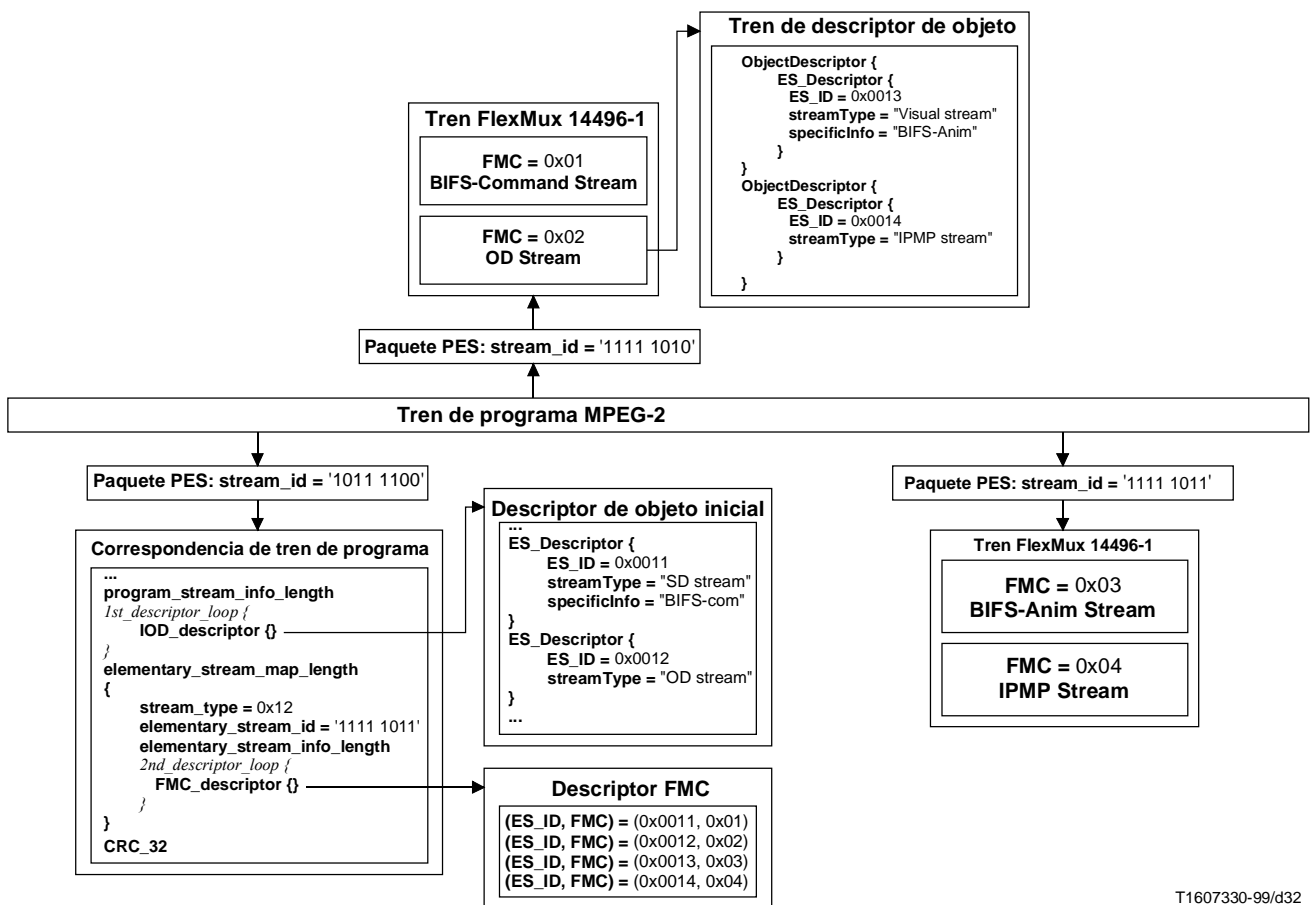 Tren de descriptor de objeto
ObjectDescriptor {
ES_Descriptor {
ES_ID = 0x0013
streamType = "Visual stream"
specificInfo = "BIFS-Anim"
}
}
ObjectDescriptor {
ES_Descriptor {
ES_ID = 0x0014
streamType = "IPMP stream"
}
}
Tren FlexMux 14496-1
FMC = 0x01
BIFS-Command Stream
FMC = 0x02
OD Stream
Paquete PES: stream_id = '1111 1010'
Tren de programa MPEG-2
Paquete PES: stream_id = '1011 1100'
Correspondencia de tren de programa
...
program_stream_info_length
1st_descriptor_loop {
IOD_descriptor {}
}
elementary_stream_map_length
{
stream_type = 0x12
elementary_stream_id = '1111 1011'
elementary_stream_info_length
2nd_descriptor_loop {
FMC_descriptor {}
}
}
CRC_32
Descriptor de objeto inicial
...
ES_Descriptor {
ES_ID = 0x0011
streamType = "SD stream"
specificInfo = "BIFS-com"
}
ES_Descriptor {
ES_ID = 0x0012
streamType = "OD stream"
}
...
Descriptor FMC
(ES_ID, FMC) = (0x0011, 0x01)
(ES_ID, FMC) = (0x0012, 0x02)
(ES_ID, FMC) = (0x0013, 0x03)
(ES_ID, FMC) = (0x0014, 0x04)
Paquete PES: stream_id = '1111 1011'
Tren FlexMux 14496-1
FMC = 0x03
BIFS-Anim Stream
FMC = 0x04
IPMP Stream
T1607330-99/d32